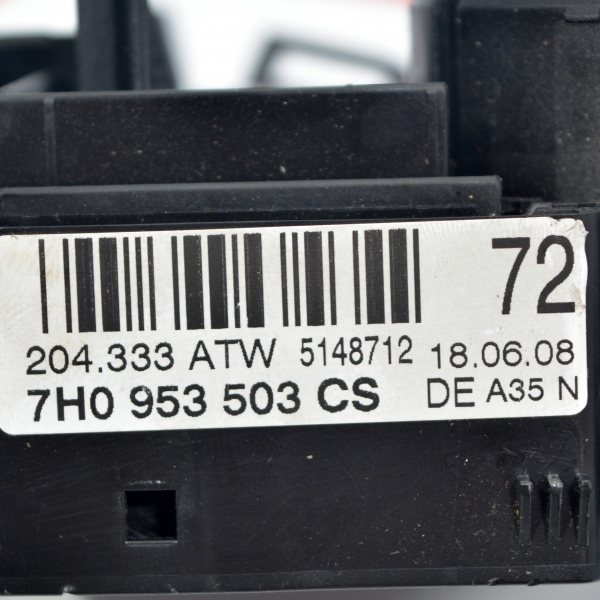 72
204.333 ATW 5148712 18.06.08
7H0 953 503 CS DE A35 N